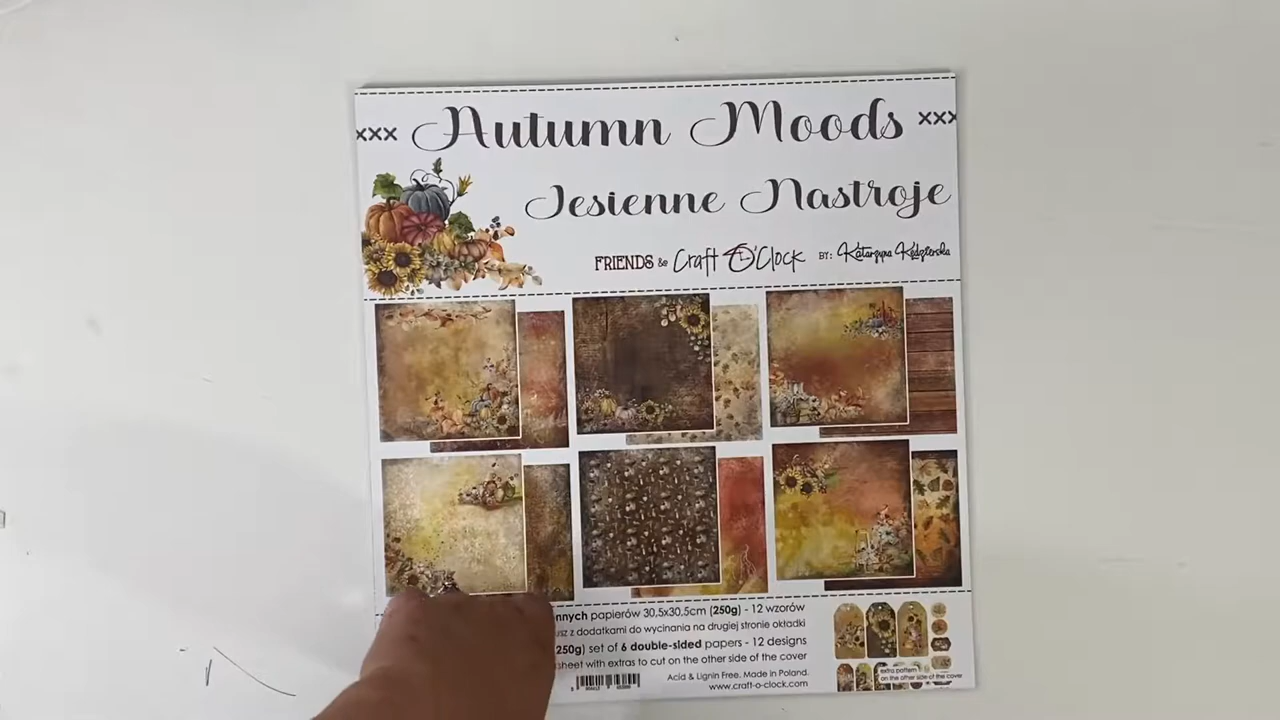 xxx Autumn Moods xxx
Jesienne Nastroje
FRIENDS & Craft O'Clock BY: Katarzyna Kędzierska
papierów 30,5x30,5cm (250g) - 12 wzorów
z dodatkami do wycinania na drugiej stronie okładki
(250g) set of 6 double-sided papers - 12 designs
sheet with extras to cut on the other side of the cover
Acid & Lignin Free. Made in Poland.
www.craft-o-clock.com
extra pattern
on the other side of the cover